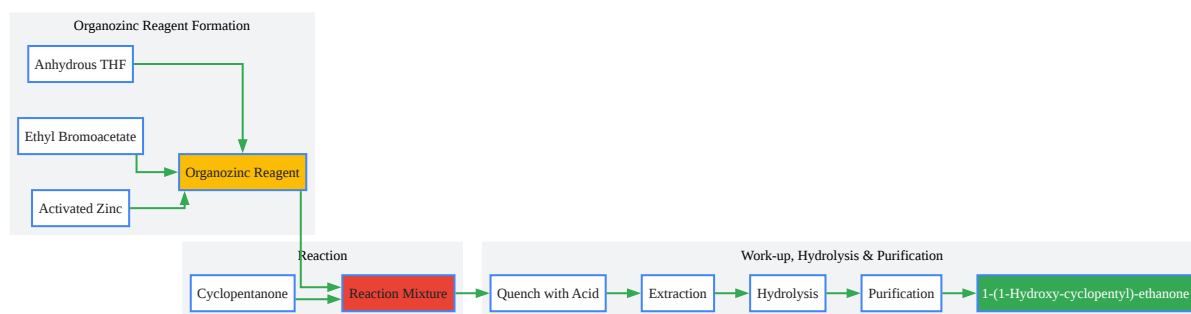 Organozinc Reagent Formation
Anhydrous THF
Ethyl Bromoacetate
Organozinc Reagent
Activated Zinc
Reaction
Work-up, Hydrolysis & Purification
Cyclopentanone
Reaction Mixture
Quench with Acid
Extraction
Hydrolysis
Purification
1-(1-Hydroxy-cyclopentyl)-ethanone